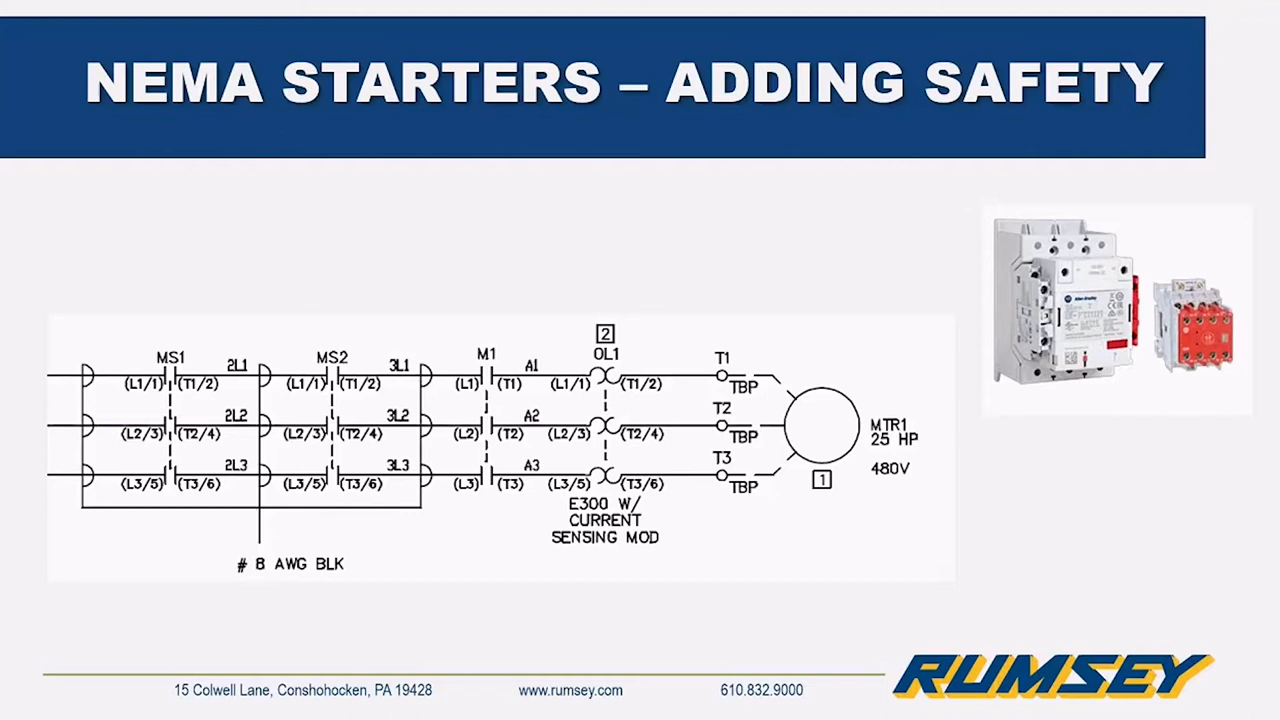 NEMA STARTERS – ADDING SAFETY
2
MS1 2L1 MS2 3L1 M1 A1 OL1 T1
(L1/1) (T1/2) (L1/1) (T1/2) (L1) (T1) (L1/1) (T1/2) TBP
2L2 3L2 A2 T2
(L2/3) (T2/4) (L2/3) (T2/4) (L2) (T2) (L2/3) (T2/4) TBP
MTR1
25 HP
480V
2L3 3L3 A3 T3
(L3/5) (T3/6) (L3/5) (T3/6) (L3) (T3) (L3/5) (T3/6) TBP
1
E300 W/
CURRENT
SENSING MOD
# 8 AWG BLK
Allen-Bradley
15 Colwell Lane, Conshohocken, PA 19428 www.rumsey.com 610.832.9000
RUMSEY